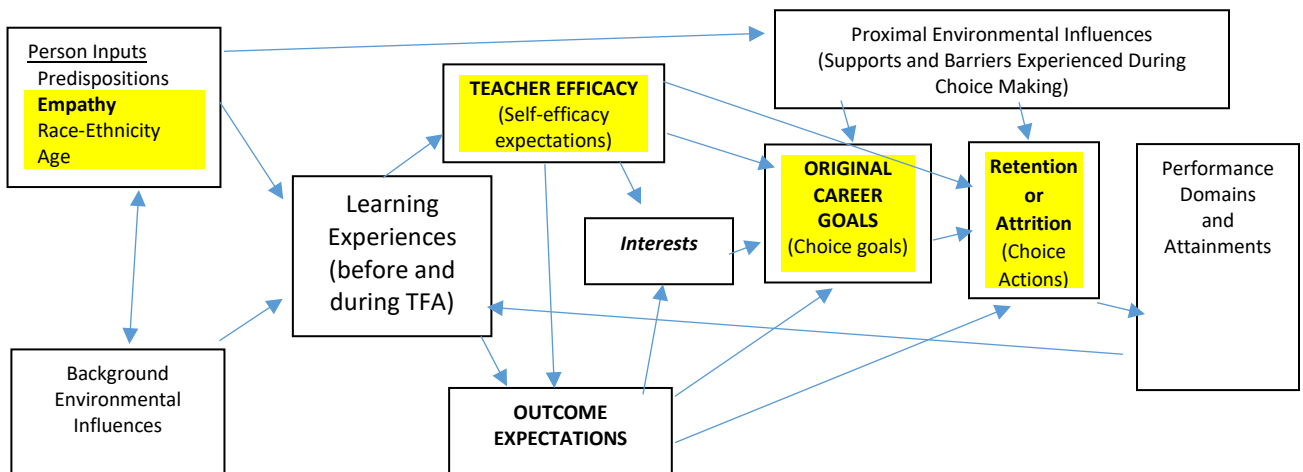 Person Inputs
Predispositions
Empathy
Race-Ethnicity
Age
Proximal Environmental Influences
(Supports and Barriers Experienced During
Choice Making)
TEACHER EFFICACY
(Self-efficacy
expectations)
Learning
Experiences
(before and
during TFA)
Interests
ORIGINAL
CAREER
GOALS
(Choice goals)
Retention
or
Attrition
(Choice
Actions)
Performance
Domains
and
Attainments
Background
Environmental
Influences
OUTCOME
EXPECTATIONS